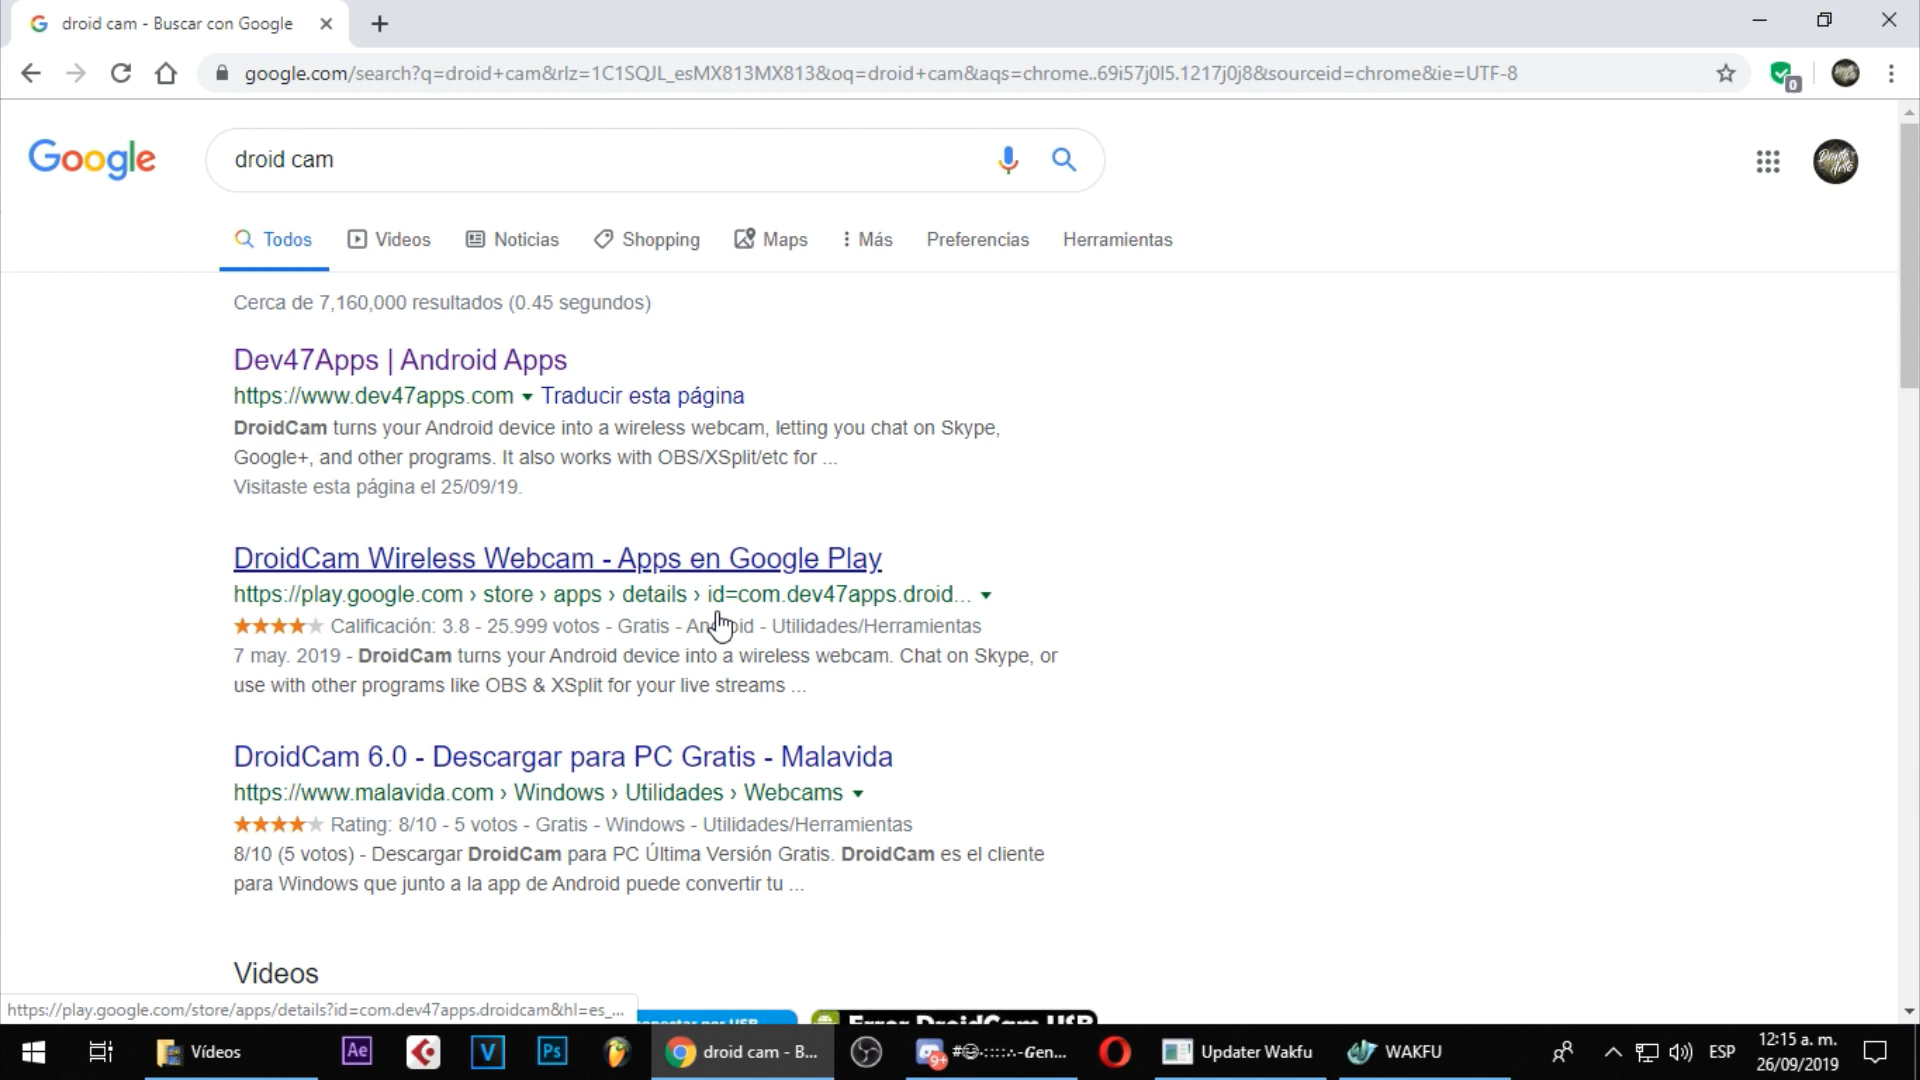 droid cam - Buscar con Google
google.com/search?q=droid+cam&rlz=1C1SQJL_esMX813MX813&oq=droid+cam&aqs=chrome..69i57j0l5.1217j0j8&sourceid=chrome&ie=UTF-8
0
Google
droid cam
Todos Videos Noticias Shopping Maps Más Preferencias Herramientas
Cerca de 7,160,000 resultados (0.45 segundos)
Dev47Apps | Android Apps
https://www.dev47apps.com Traducir esta página
DroidCam turns your Android device into a wireless webcam, letting you chat on Skype,
Google+, and other programs. It also works with OBS/XSplit/etc for ...
Visitaste esta página el 25/09/19.
DroidCam Wireless Webcam - Apps en Google Play
https://play.google.com › store › apps › details › id=com.dev47apps.droid...
Calificación: 3.8 - 25.999 votos - Gratis - Android - Utilidades/Herramientas
7 may. 2019 - DroidCam turns your Android device into a wireless webcam. Chat on Skype, or
use with other programs like OBS & XSplit for your live streams ...
DroidCam 6.0 - Descargar para PC Gratis - Malavida
https://www.malavida.com › Windows › Utilidades › Webcams
Rating: 8/10 - 5 votos - Gratis - Windows - Utilidades/Herramientas
8/10 (5 votos) - Descargar DroidCam para PC Última Versión Gratis. DroidCam es el cliente
para Windows que junto a la app de Android puede convertir tu ...
Videos
https://play.google.com/store/apps/details?id=com.dev47apps.droidcam&hl=es_...
Error DroidCam USB
Vídeos Ae V Ps droid cam - B... 9+ Updater Wakfu WAKFU ESP
12:15 a. m.
26/09/2019